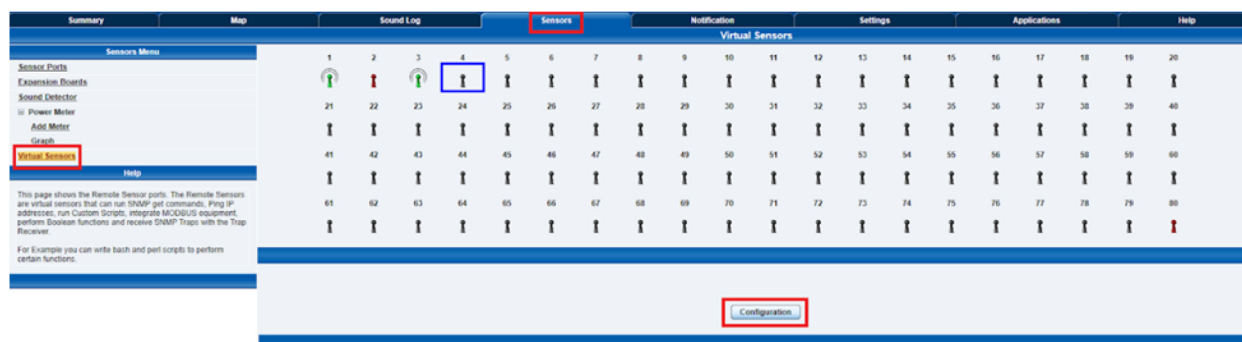 Summary Map Sound Log Sensors Notification Settings Applications Help
Virtual Sensors
Sensors Menu
Sensor Ports
Expansion Boards
Sound Detector
Power Meter
Add Meter
Graph
Virtual Sensors
Help
This page shows the Remote Sensor ports. The Remote Sensors
are virtual sensors that can run SNMP get commands, Ping IP
addresses, run Custom Scripts, integrate MODBUS equipment,
perform Boolean functions and receive SNMP Traps with the Trap
Receiver.
For Example you can write bash and perl scripts to perform
certain functions.
1 2 3 4 5 6 7 8 9 10 11 12 13 14 15 16 17 18 19 20
21 22 23 24 25 26 27 28 29 30 31 32 33 34 35 36 37 38 39 40
41 42 43 44 45 46 47 48 49 50 51 52 53 54 55 56 57 58 59 60
61 62 63 64 65 66 67 68 69 70 71 72 73 74 75 76 77 78 79 80
Configuration